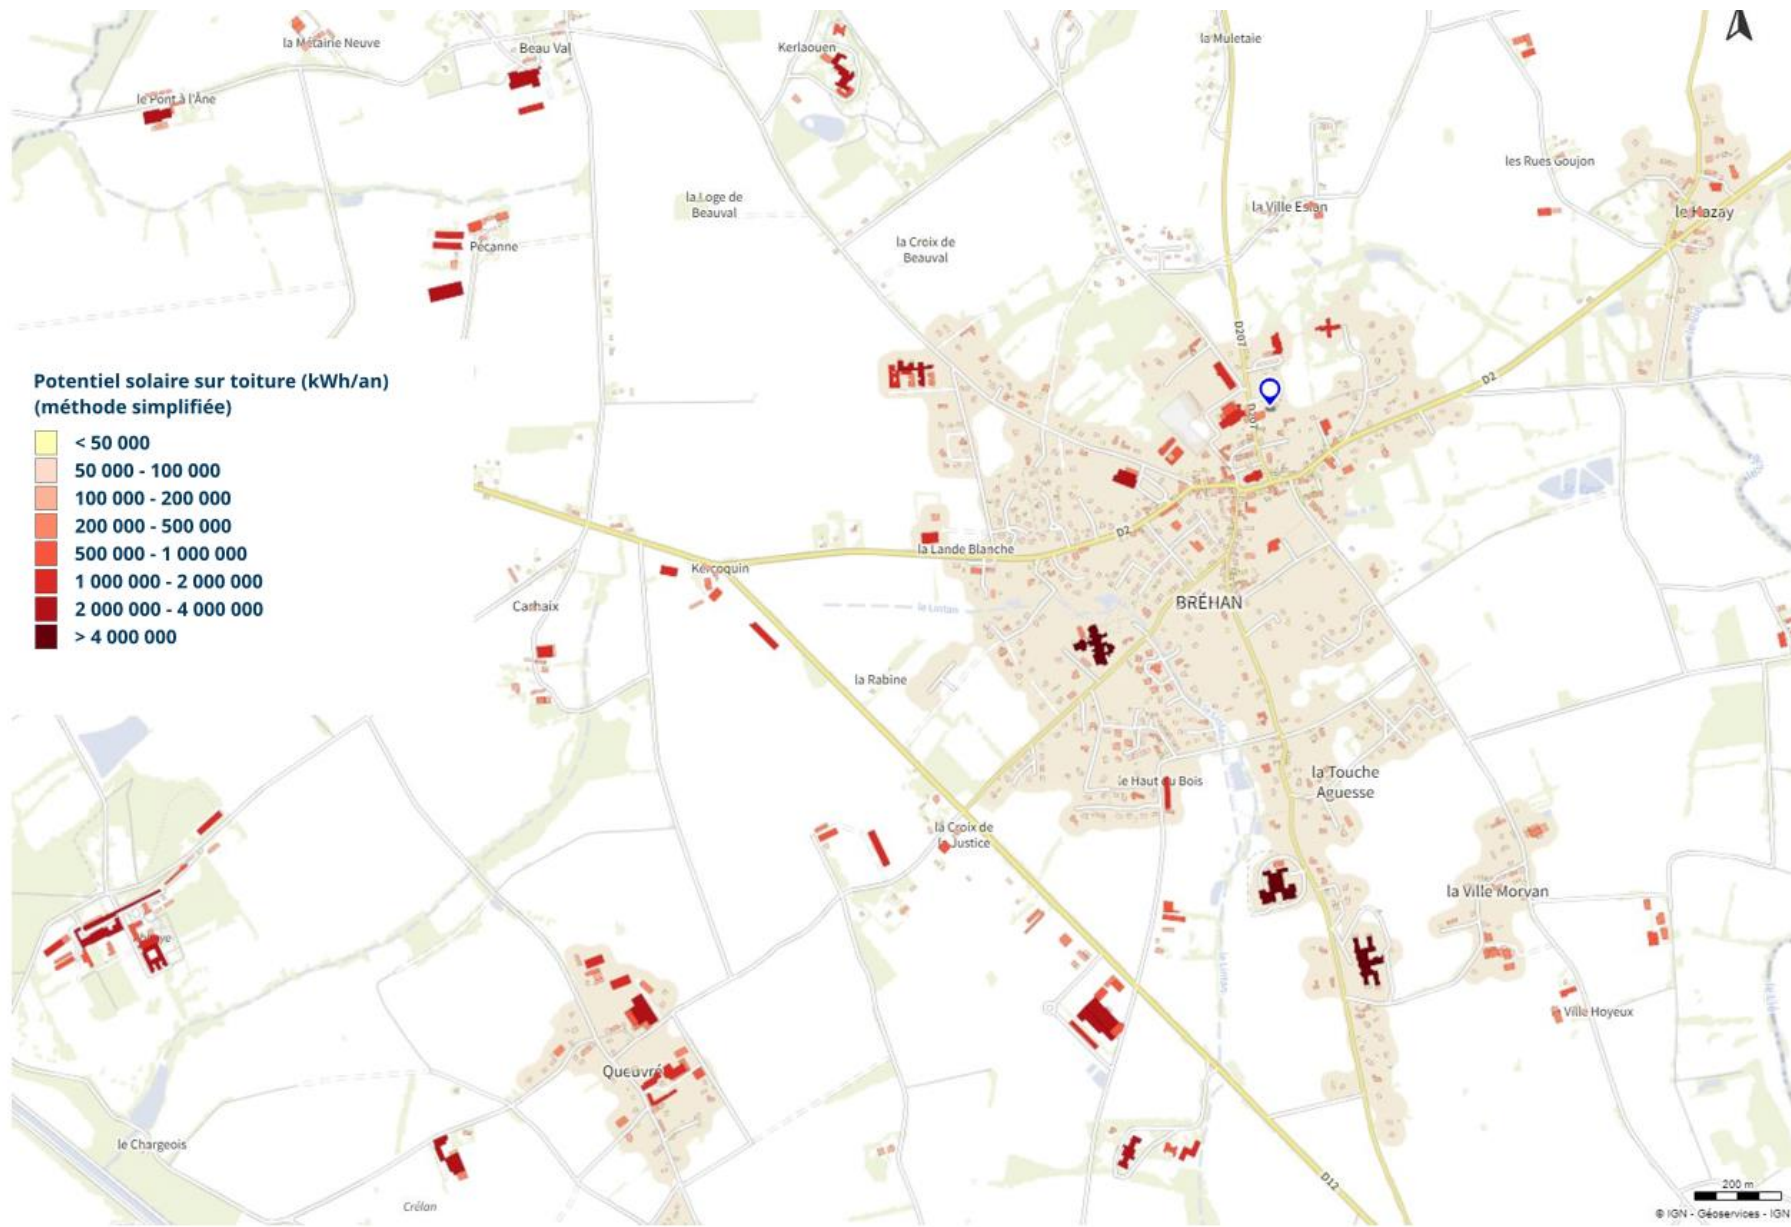 la Métairie Neuve
Beau Val
Kerlaouen
la Muletaie
le Pont à l'Âne
les Rues Goujon
la Loge de
Beauval
la Ville Eslan
le Hazay
la Croix de
Beauval
Pecanne
D207
D2
Potentiel solaire sur toiture (kWh/an)
(méthode simplifiée)
< 50 000
50 000 - 100 000
100 000 - 200 000
200 000 - 500 000
500 000 - 1 000 000
1 000 000 - 2 000 000
2 000 000 - 4 000 000
> 4 000 000
D207
D2
la Lande Blanche
Kercoquin
Carhaix
BRÉHAN
la Rabine
le Haut du Bois
la Touche
Aguesse
la Croix de
la Justice
la Ville Morvan
la Ville Hoyeux
le Chargeois
Crélan
D12
200 m
© IGN - Géoservices - IGN